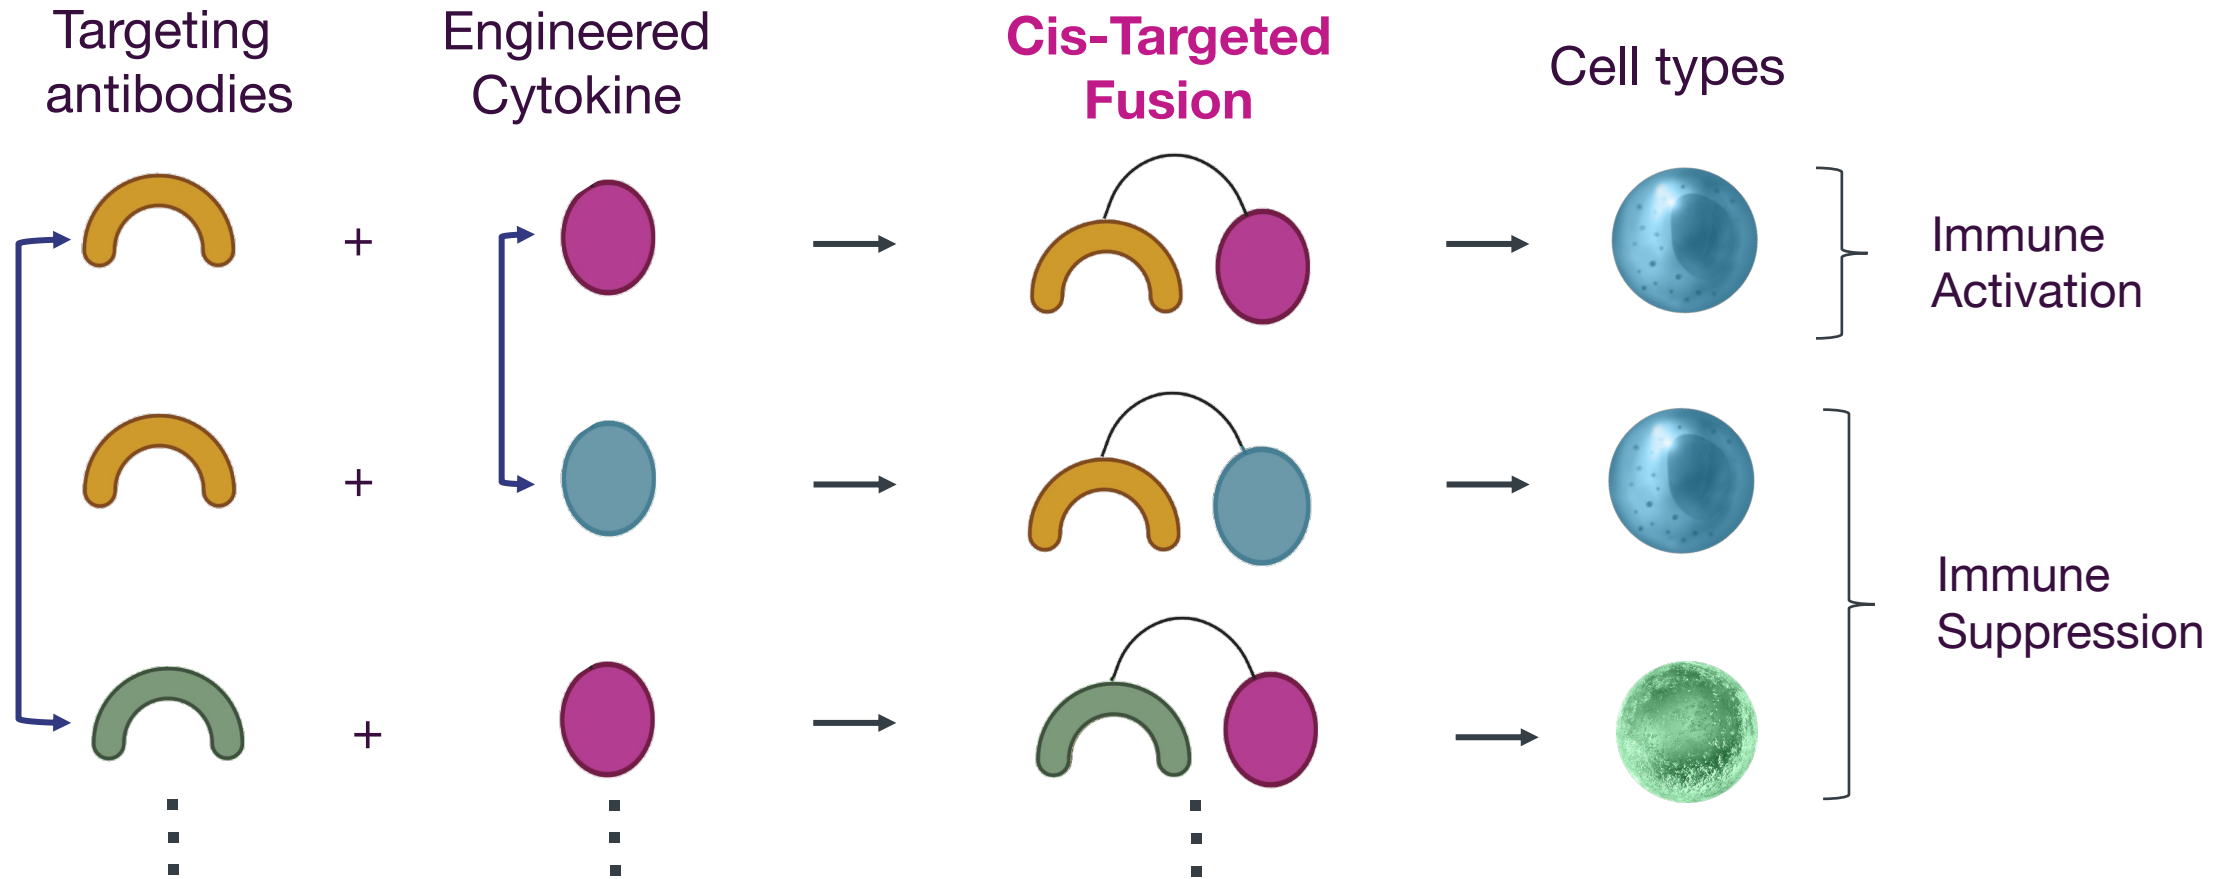 Targeting
antibodies
Engineered
Cytokine
Cis-Targeted
Fusion
Cell types
+
Immune
Activation
+
Immune
Suppression
+